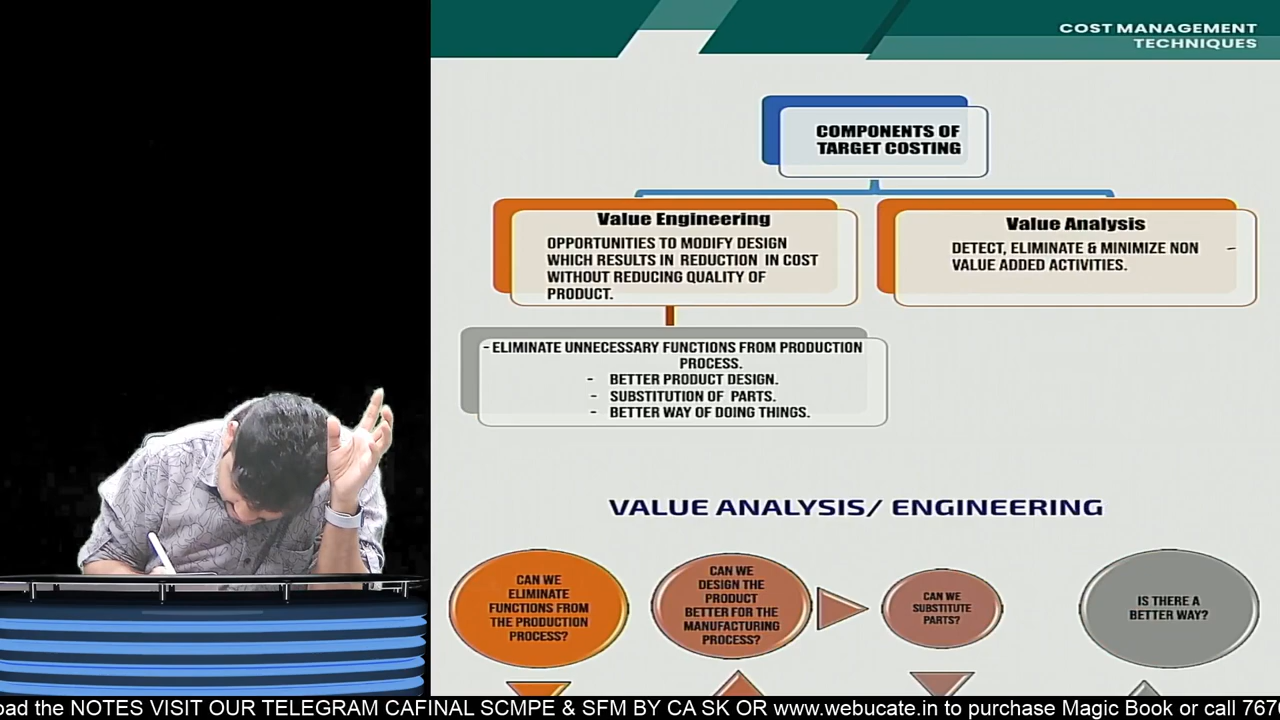 COST MANAGEMENT
TECHNIQUES
COMPONENTS OF
TARGET COSTING
Value Engineering
OPPORTUNITIES TO MODIFY DESIGN
WHICH RESULTS IN REDUCTION IN COST
WITHOUT REDUCING QUALITY OF
PRODUCT.
Value Analysis
DETECT, ELIMINATE & MINIMIZE NON -
VALUE ADDED ACTIVITIES.
- ELIMINATE UNNECESSARY FUNCTIONS FROM PRODUCTION
PROCESS.
- BETTER PRODUCT DESIGN.
- SUBSTITUTION OF PARTS.
- BETTER WAY OF DOING THINGS.
VALUE ANALYSIS/ ENGINEERING
CAN WE
ELIMINATE
FUNCTIONS FROM
THE PRODUCTION
PROCESS?
CAN WE
DESIGN THE
PRODUCT
BETTER FOR THE
MANUFACTURING
PROCESS?
CAN WE
SUBSTITUTE
PARTS?
IS THERE A
BETTER WAY?
oad the NOTES VISIT OUR TELEGRAM CAFINAL SCMPE & SFM BY CA SK OR www.webucate.in to purchase Magic Book or call 767